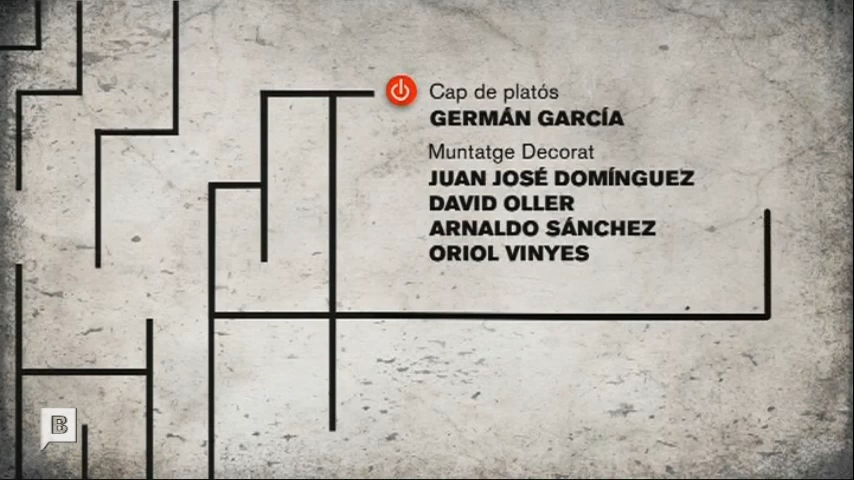 Cap de platós
GERMÁN GARCÍA
Muntatge Decorat
JUAN JOSÉ DOMÍNGUEZ
DAVID OLLER
ARNALDO SÁNCHEZ
ORIOL VINYES
B